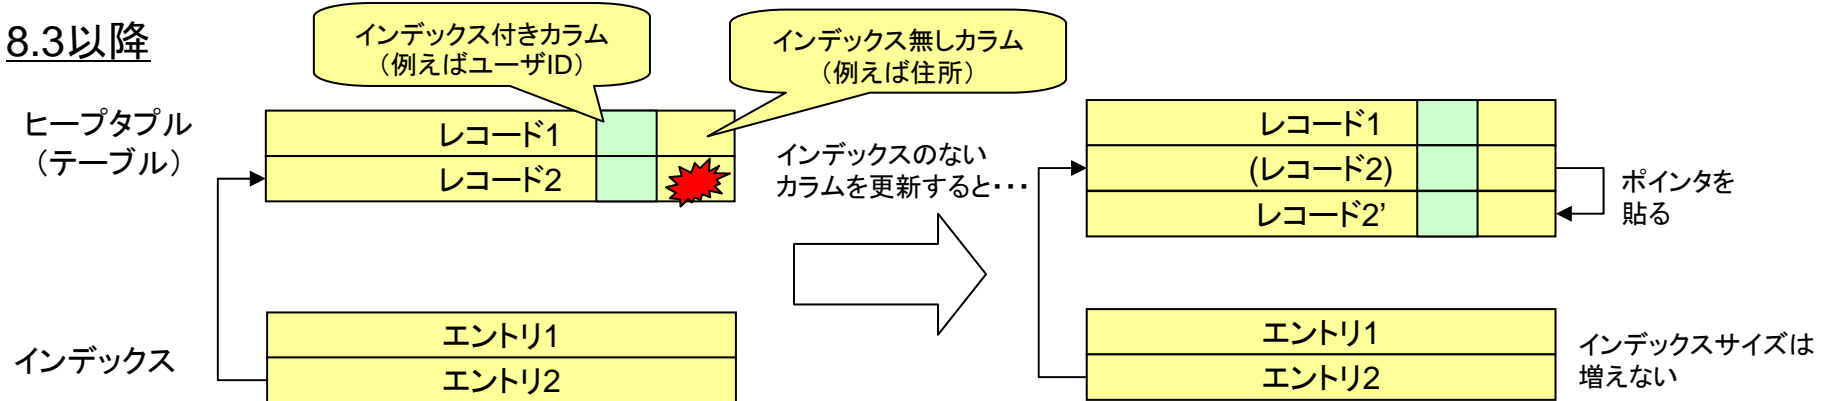 8.3以降
インデックス付きカラム
（例えばユーザID）
インデックス無しカラム
（例えば住所）
ヒープタプル
（テーブル）
レコード1
レコード2
インデックスのない
カラムを更新すると・・・
レコード1
(レコード2)
レコード2’
ポインタを
貼る
インデックス
エントリ1
エントリ2
エントリ1
エントリ2
インデックスサイズは
増えない